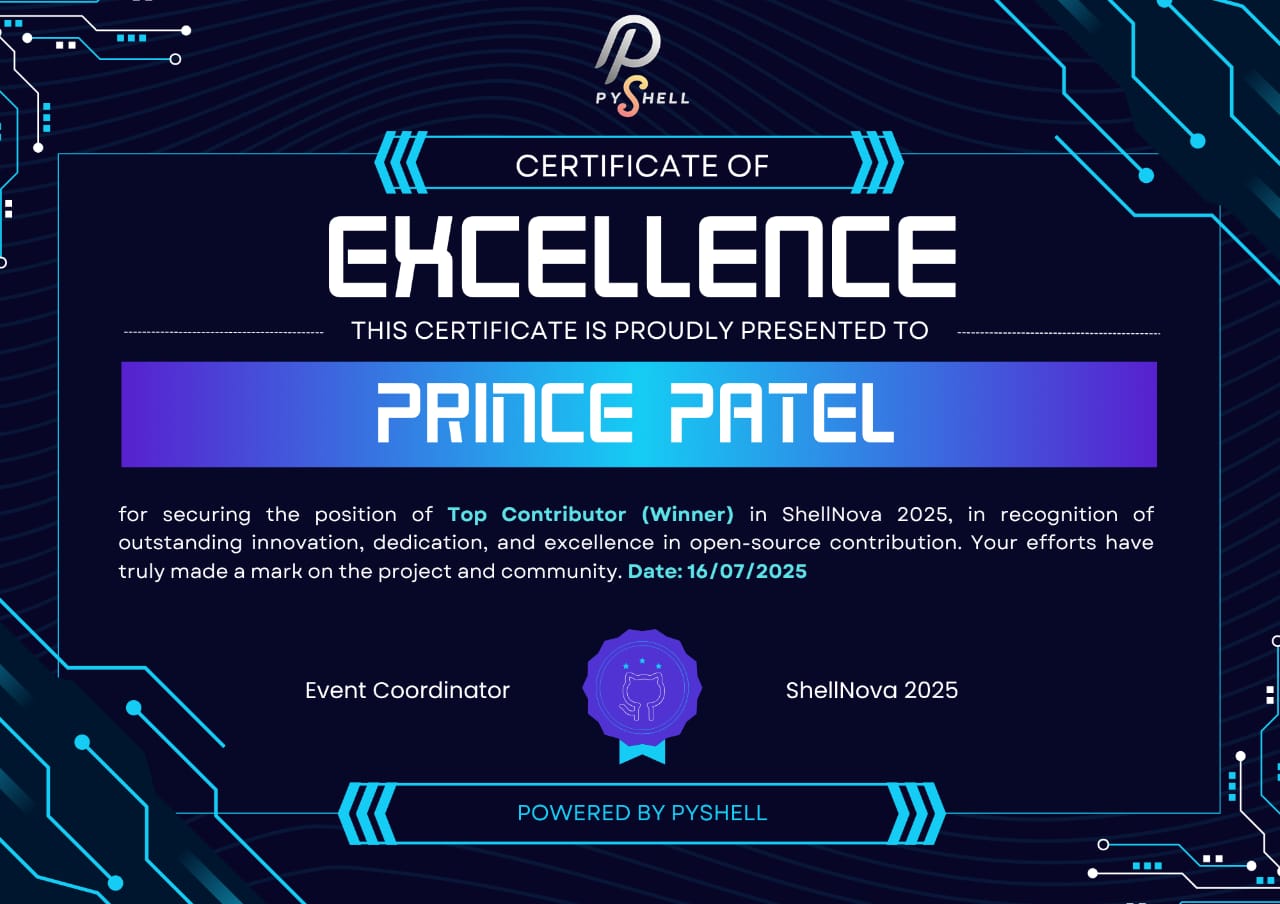 PYSHELL
CERTIFICATE OF
EXCELLENCE
THIS CERTIFICATE IS PROUDLY PRESENTED TO
PRINCE PATEL
for securing the position of Top Contributor (Winner) in ShellNova 2025, in recognition of
outstanding innovation, dedication, and excellence in open-source contribution. Your efforts have
truly made a mark on the project and community. Date: 16/07/2025
Event Coordinator
ShellNova 2025
POWERED BY PYSHELL